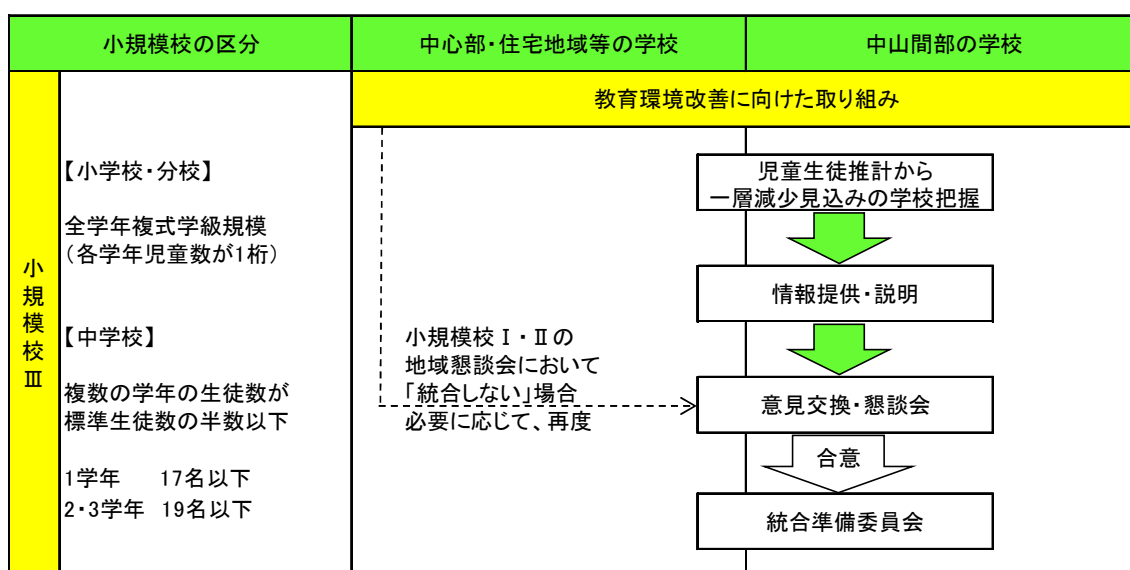 小規模校の区分
中心部・住宅地域等の学校
中山間部の学校
教育環境改善に向けた取り組み
小規模校Ⅲ
【小学校・分校】
全学年複式学級規模
（各学年児童数が1桁）
【中学校】
複数の学年の生徒数が
標準生徒数の半数以下
1学年　　17名以下
2・3学年　19名以下
小規模校Ⅰ・Ⅱの
地域懇談会において
「統合しない」場合
必要に応じて、再度
児童生徒推計から
一層減少見込みの学校把握
情報提供・説明
意見交換・懇談会
合意
統合準備委員会